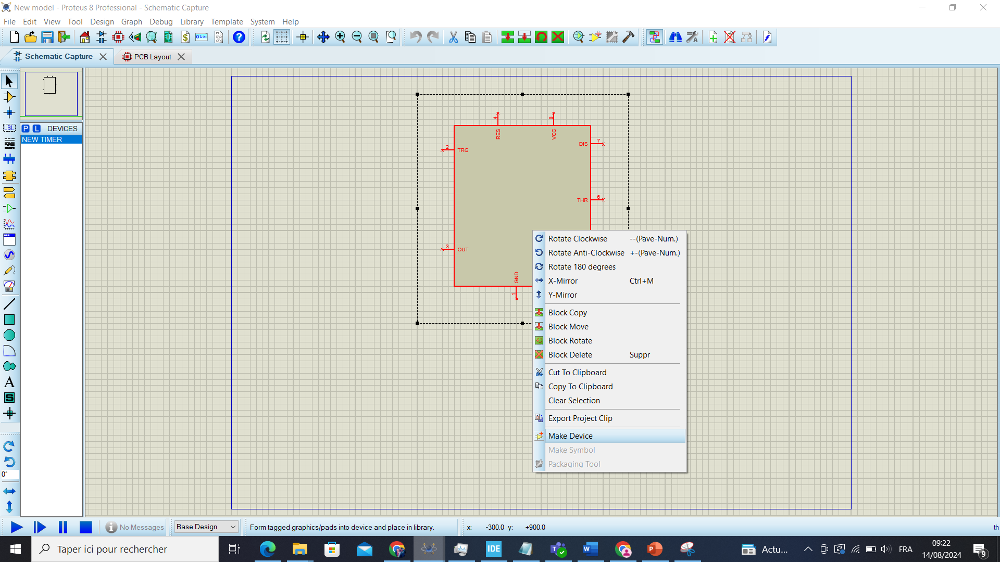 New model - Proteus 8 Professional - Schematic Capture
File Edit View Tool Design Graph Debug Library Template System Help
Schematic Capture
PCB Layout
P L DEVICES
NEW TIMER
LBL
A
S
0°
4
RES
8
VCC
DIS
7
2
TRG
THR
6
3
OUT
GND
1
Rotate Clockwise --(Pave-Num.)
Rotate Anti-Clockwise +-(Pave-Num.)
Rotate 180 degrees
X-Mirror Ctrl+M
Y-Mirror
Block Copy
Block Move
Block Rotate
Block Delete Suppr
Cut To Clipboard
Copy To Clipboard
Clear Selection
Export Project Clip
Make Device
Make Symbol
Packaging Tool
No Messages
Base Design
Form tagged graphics/pads into device and place in library.
x: -300.0 y: +900.0
th
Taper ici pour rechercher
IDE
Actu...
FRA
09:22
14/08/2024
9